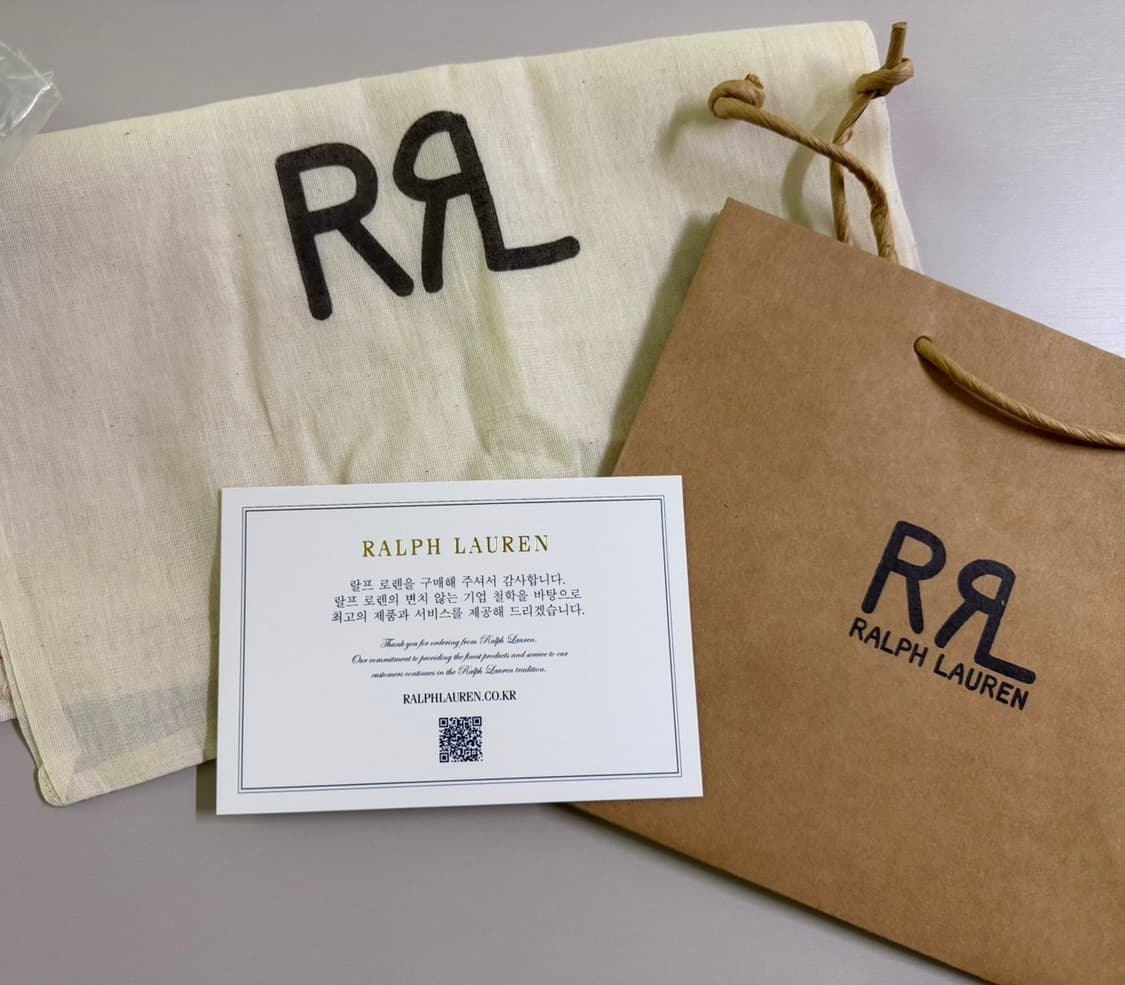 RRL
RALPH LAUREN
랄프 로렌을 구매해 주셔서 감사합니다.
랄프 로렌의 변치 않는 기업 철학을 바탕으로
최고의 제품과 서비스를 제공해 드리겠습니다.
Thank you for ordering from Ralph Lauren.
Our commitment to providing the finest products and service to our
customers continues in the Ralph Lauren tradition.
RALPHLAUREN.CO.KR
RRL
RALPH LAUREN